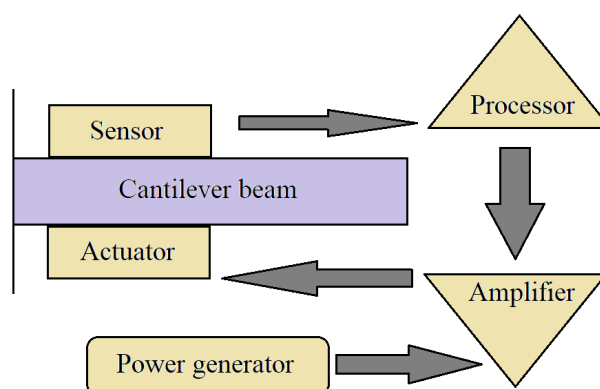 Sensor
Processor
Cantilever beam
Actuator
Amplifier
Power generator